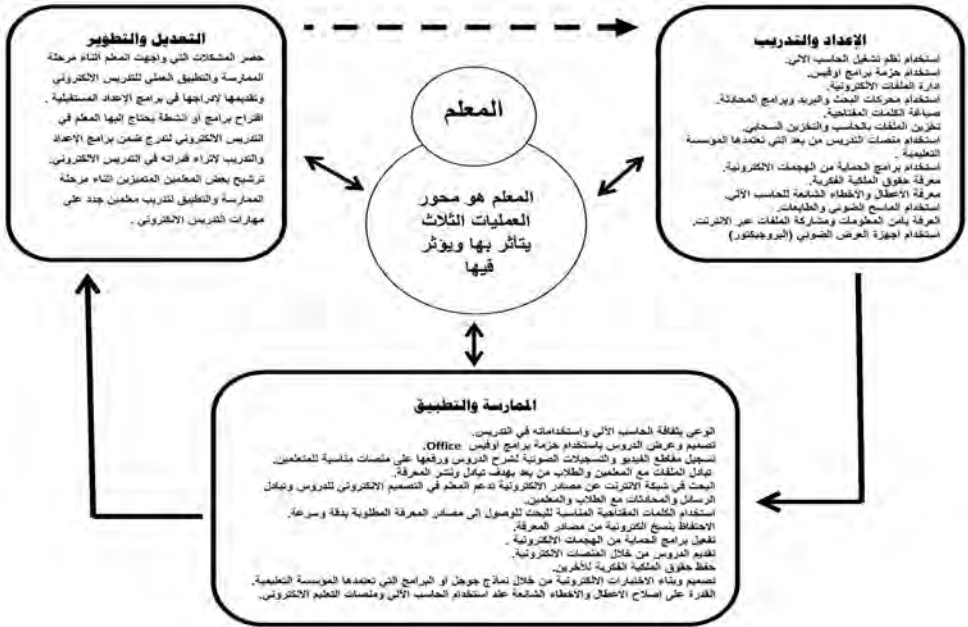 الإعداد والتدريب
استخدام نظم تشغيل الحاسب الآلي.
استخدام حزمة برامج اوفيس.
ادارة الملفات الالكترونية.
استخدام محركات البحث والبريد وبرامج المحادثة.
صياغة الكلمات المفتاحية.
تخزين الملفات بالحاسب والتخزين السحابي.
استخدام منصات التدريس من بعد التي تعتمدها المؤسسة
التعليمية .
استخدام برامج الحماية من الهجمات الالكترونية.
معرفة حقوق الملكية الفكرية.
معرفة الأعطال والأخطاء الشائعة للحاسب الآلي.
استخدام الماسح الضوئي والطابعات.
العرفة بأمن المعلومات ومشاركة الملفات عبر الانترنت.
استخدام اجهزة العرض الضوئي (البروجيكتور)
المعلم
المعلم هو محور
العمليات الثلاث
يتأثر بها ويؤثر
فيها
التعديل والتطوير
حصر المشكلات التي واجهت المعلم أثناء مرحلة
الممارسة والتطبيق العملي للتدريس الالكتروني
وتقديمها لإدراجها في برامج الإعداد المستقبلية .
اقتراح برامج أو أنشطة يحتاج إليها المعلم في
التدريس الالكتروني لتدرج ضمن برامج الإعداد
والتدريب لإثراء قدراته في التدريس الالكتروني.
ترشيح بعض المعلمين المتميزين أثناء مرحلة
الممارسة والتطبيق لتدريب معلمين جدد على
مهارات التدريس الالكتروني .
الممارسة والتطبيق
الوعي بثقافة الحاسب الآلي واستخداماته في التدريس.
تصميم وعرض الدروس باستخدام حزمة برامج اوفيس Office.
تسجيل مقاطع الفيديو والتسجيلات الصوتية لشرح الدروس ورفعها على منصات مناسبة للمتعلمين.
تبادل الملفات مع المعلمين والطلاب من بعد بهدف تبادل ونشر المعرفة.
البحث في شبكة الانترنت عن مصادر الالكترونية تدعم المعلم في التصميم الالكتروني للدروس وتبادل
الرسائل والمحادثات مع الطلاب والمعلمين.
استخدام الكلمات المفتاحية المناسبة للبحث للوصول الى مصادر المعرفة المطلوبة بدقة وسرعة.
الاحتفاظ بنسخ الكترونية من مصادر المعرفة.
تفعيل برامج الحماية من الهجمات الالكترونية .
تقديم الدروس من خلال المنصات الالكترونية.
حفظ حقوق الملكية الفكرية للآخرين.
تصميم وبناء الاختبارات الالكترونية من خلال نماذج جوجل او البرامج التي تعتمدها المؤسسة التعليمية.
القدرة على إصلاح الاعطال والاخطاء الشائعة عند استخدام الحاسب الآلي ومنصات التعليم الالكتروني.